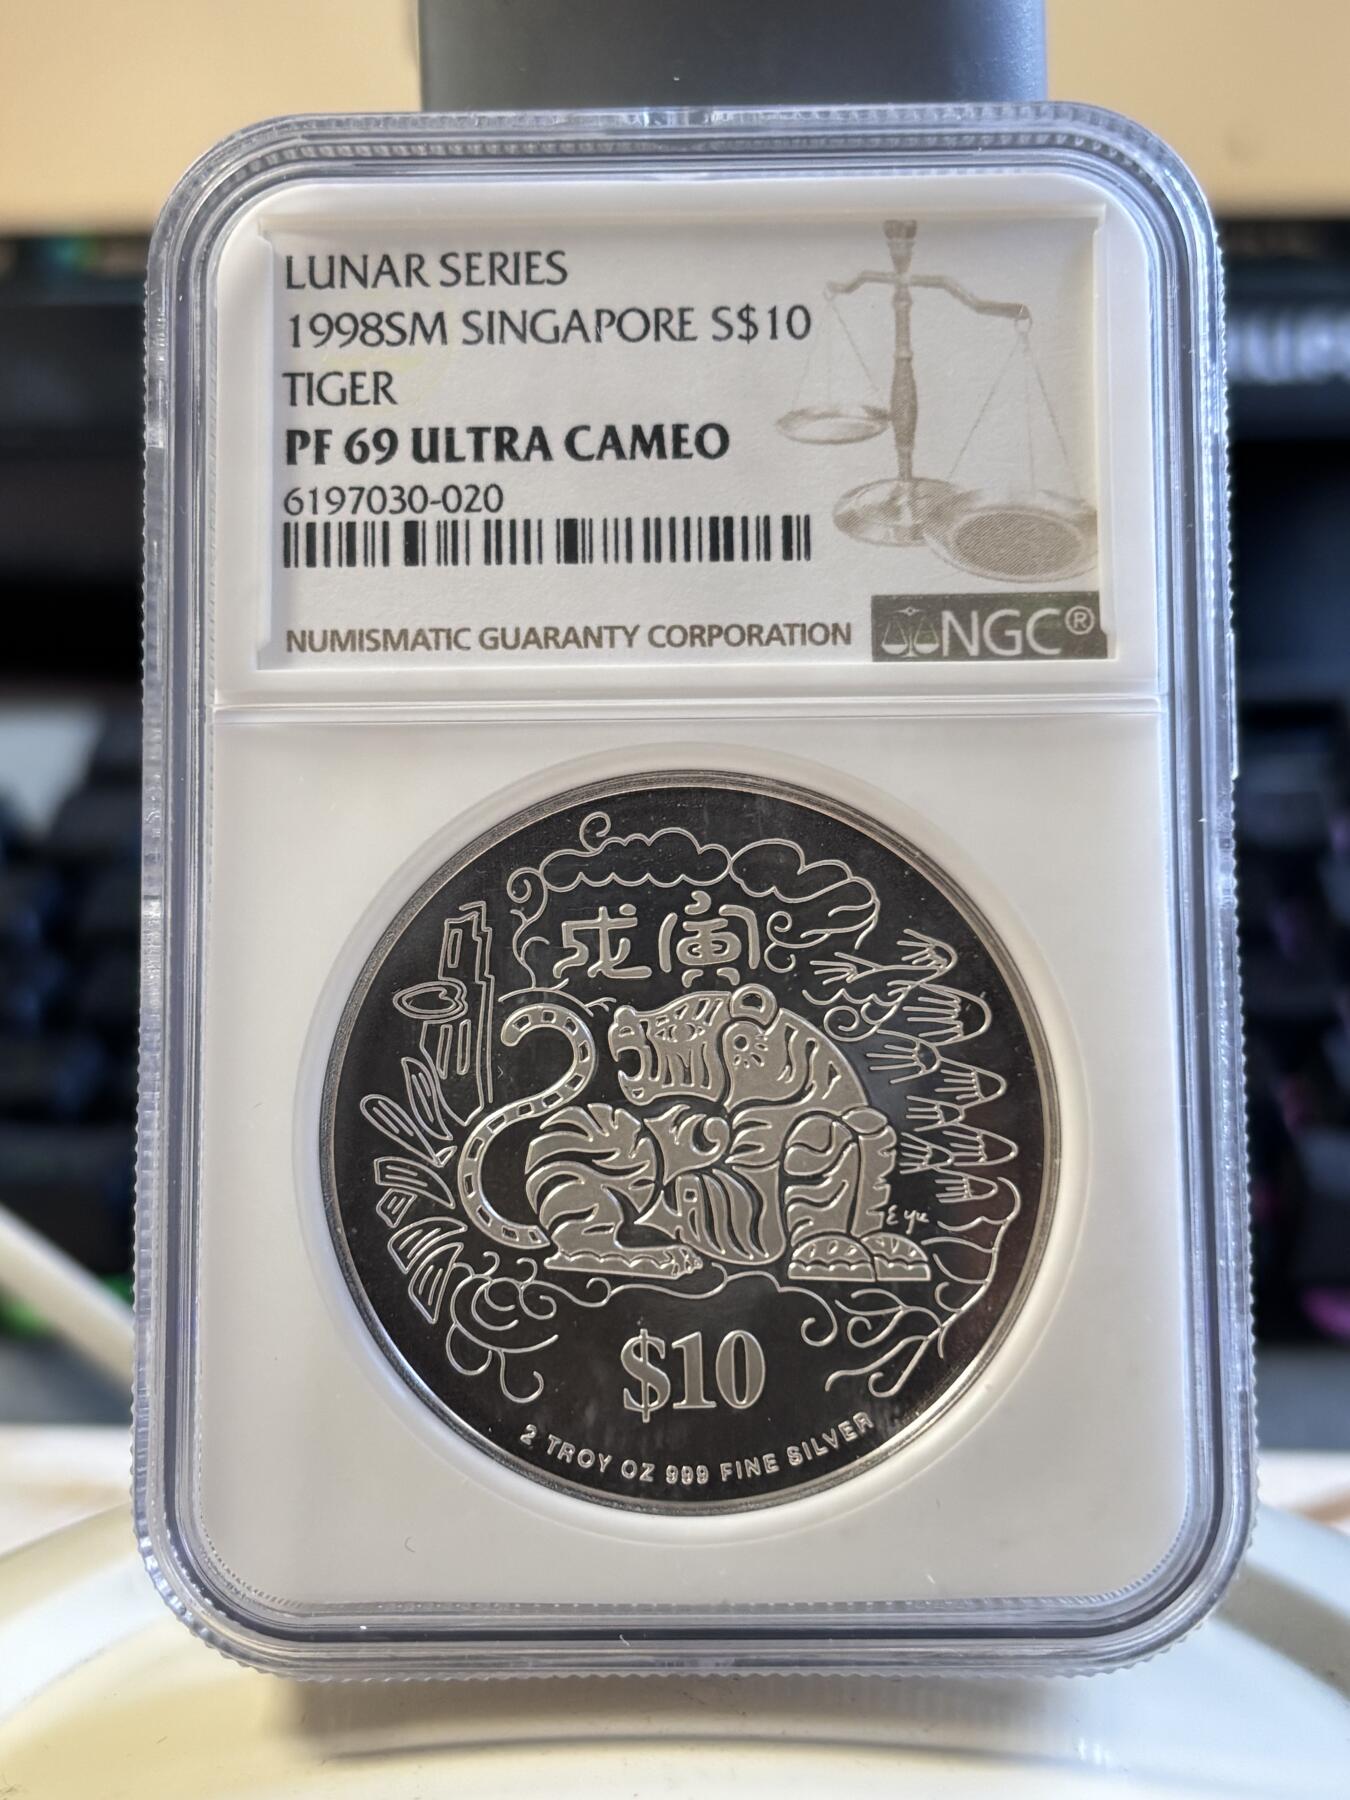 LUNAR SERIES
1998SM SINGAPORE S$10
TIGER
PF 69 ULTRA CAMEO
6197030-020
NUMISMATIC GUARANTY CORPORATION
NGC®
戊寅
E yu
$10
2 TROY OZ 999 FINE SILVER